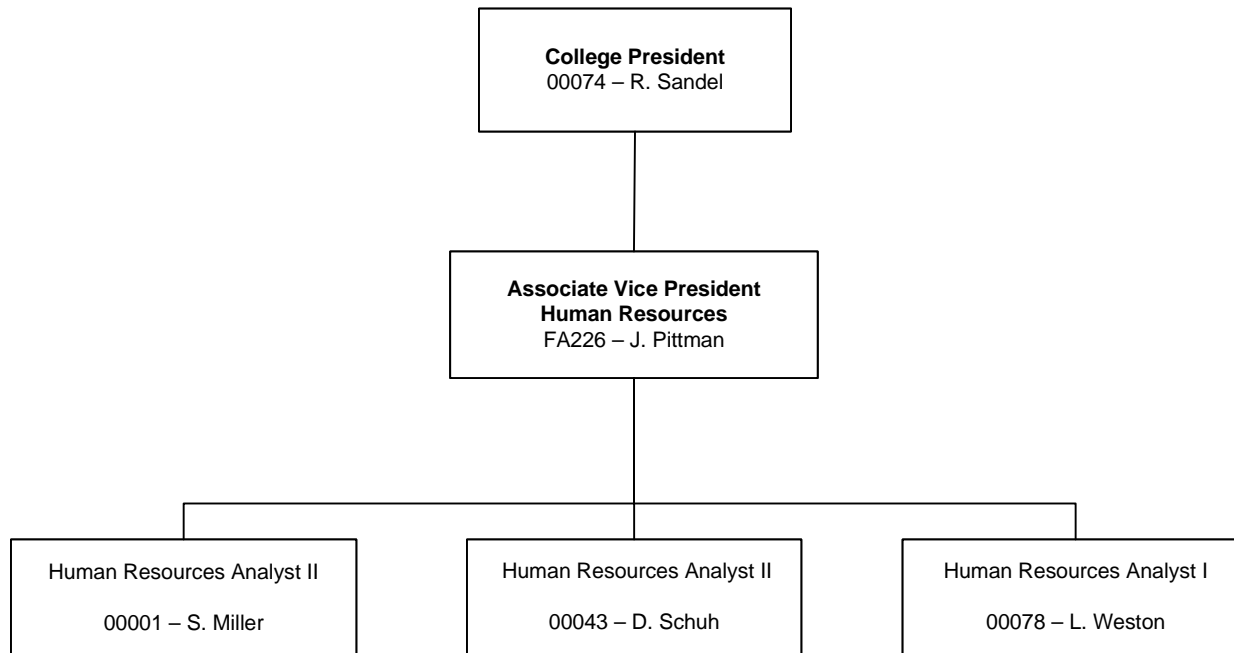 College President
00074 – R. Sandel
Associate Vice President
Human Resources
FA226 – J. Pittman
Human Resources Analyst II
00001 – S. Miller
Human Resources Analyst II
00043 – D. Schuh
Human Resources Analyst I
00078 – L. Weston